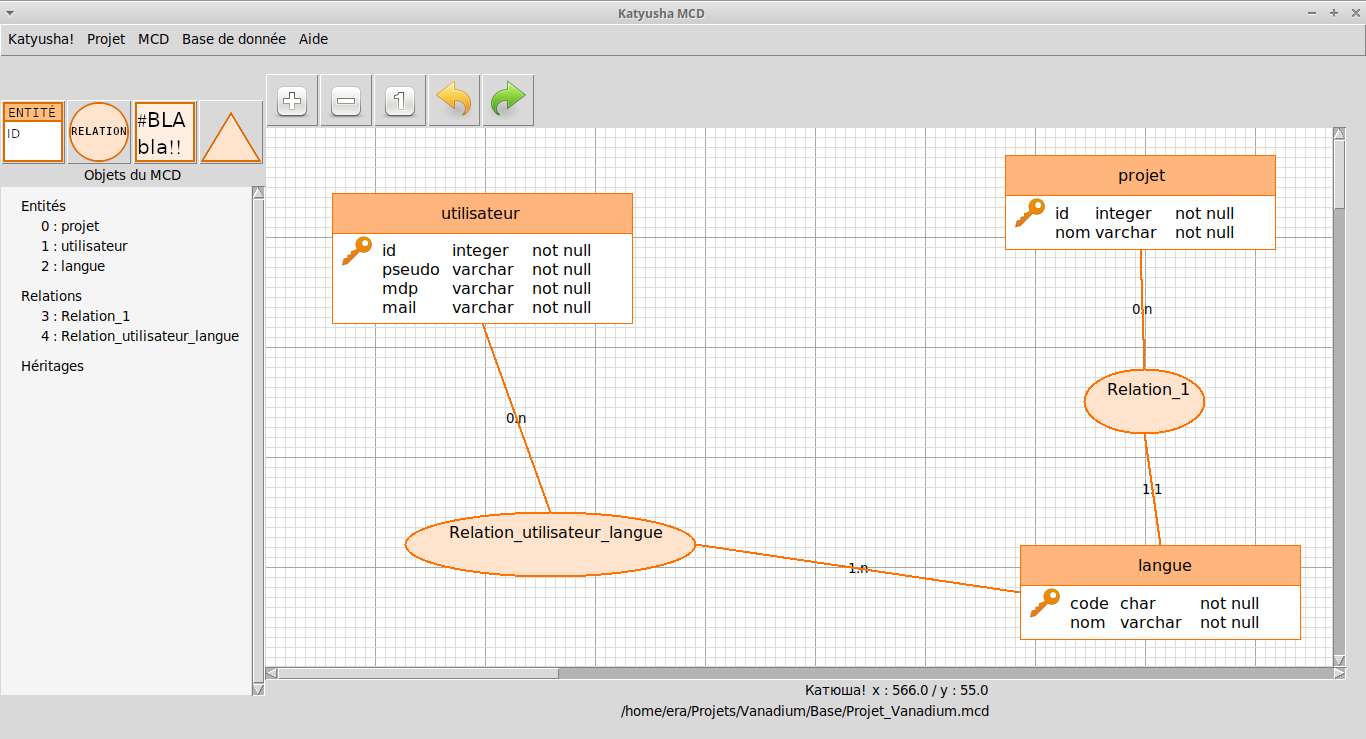 Katyusha MCD
Katyusha! Projet MCD Base de donnée Aide
ENTITÉ
ID
RELATION
#BLA
bla!!
1
Objets du MCD
Entités
0 : projet
1 : utilisateur
2 : langue
Relations
3 : Relation_1
4 : Relation_utilisateur_langue
Héritages
utilisateur
id integer not null
pseudo varchar not null
mdp varchar not null
mail varchar not null
projet
id integer not null
nom varchar not null
0.n
Relation_1
0.n
1.1
Relation_utilisateur_langue
1.n
langue
code char not null
nom varchar not null
Катюша! x : 566.0 / y : 55.0
/home/era/Projets/Vanadium/Base/Projet_Vanadium.mcd